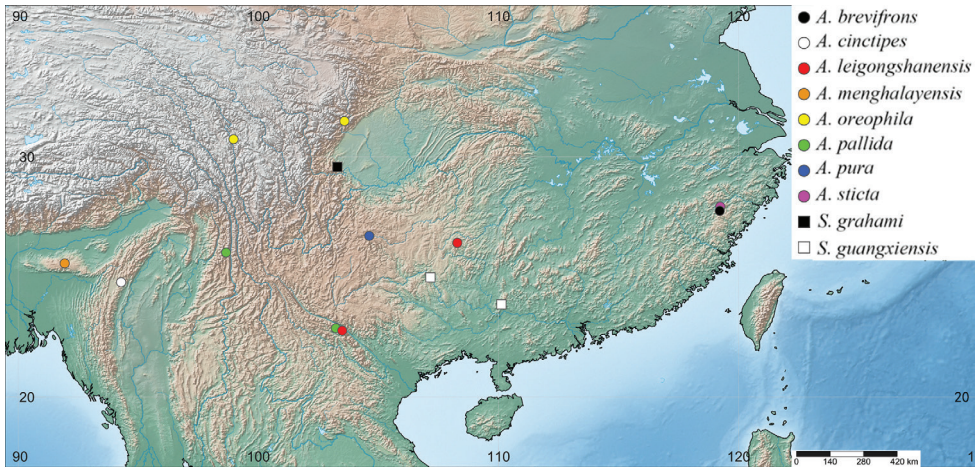 90 100 110 120
A. brevifrons
A. cinctipes
A. leigongshanensis
A. menghalayensis
A. oreophila
A. pallida
A. pura
A. sticta
S. grahami
S. guangxiensis
30
20 20
90 100 110 120 1
0 140 280 420 km